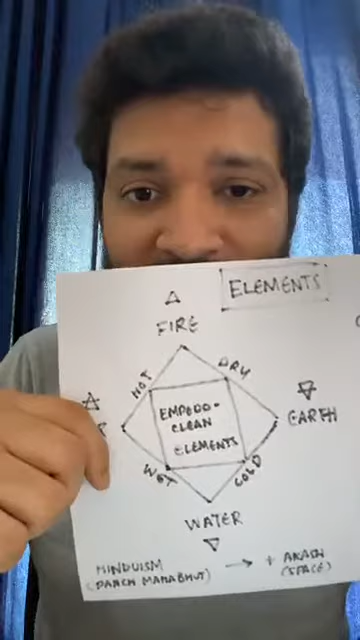 ELEMENTS
FIRE
HOT
DRY
EMPEDO-
CLEAN
ELEMENTS
EARTH
WET
COLD
WATER
HINDUISM
(PANCH MAHABHUT) → + AKASH
(SPACE)